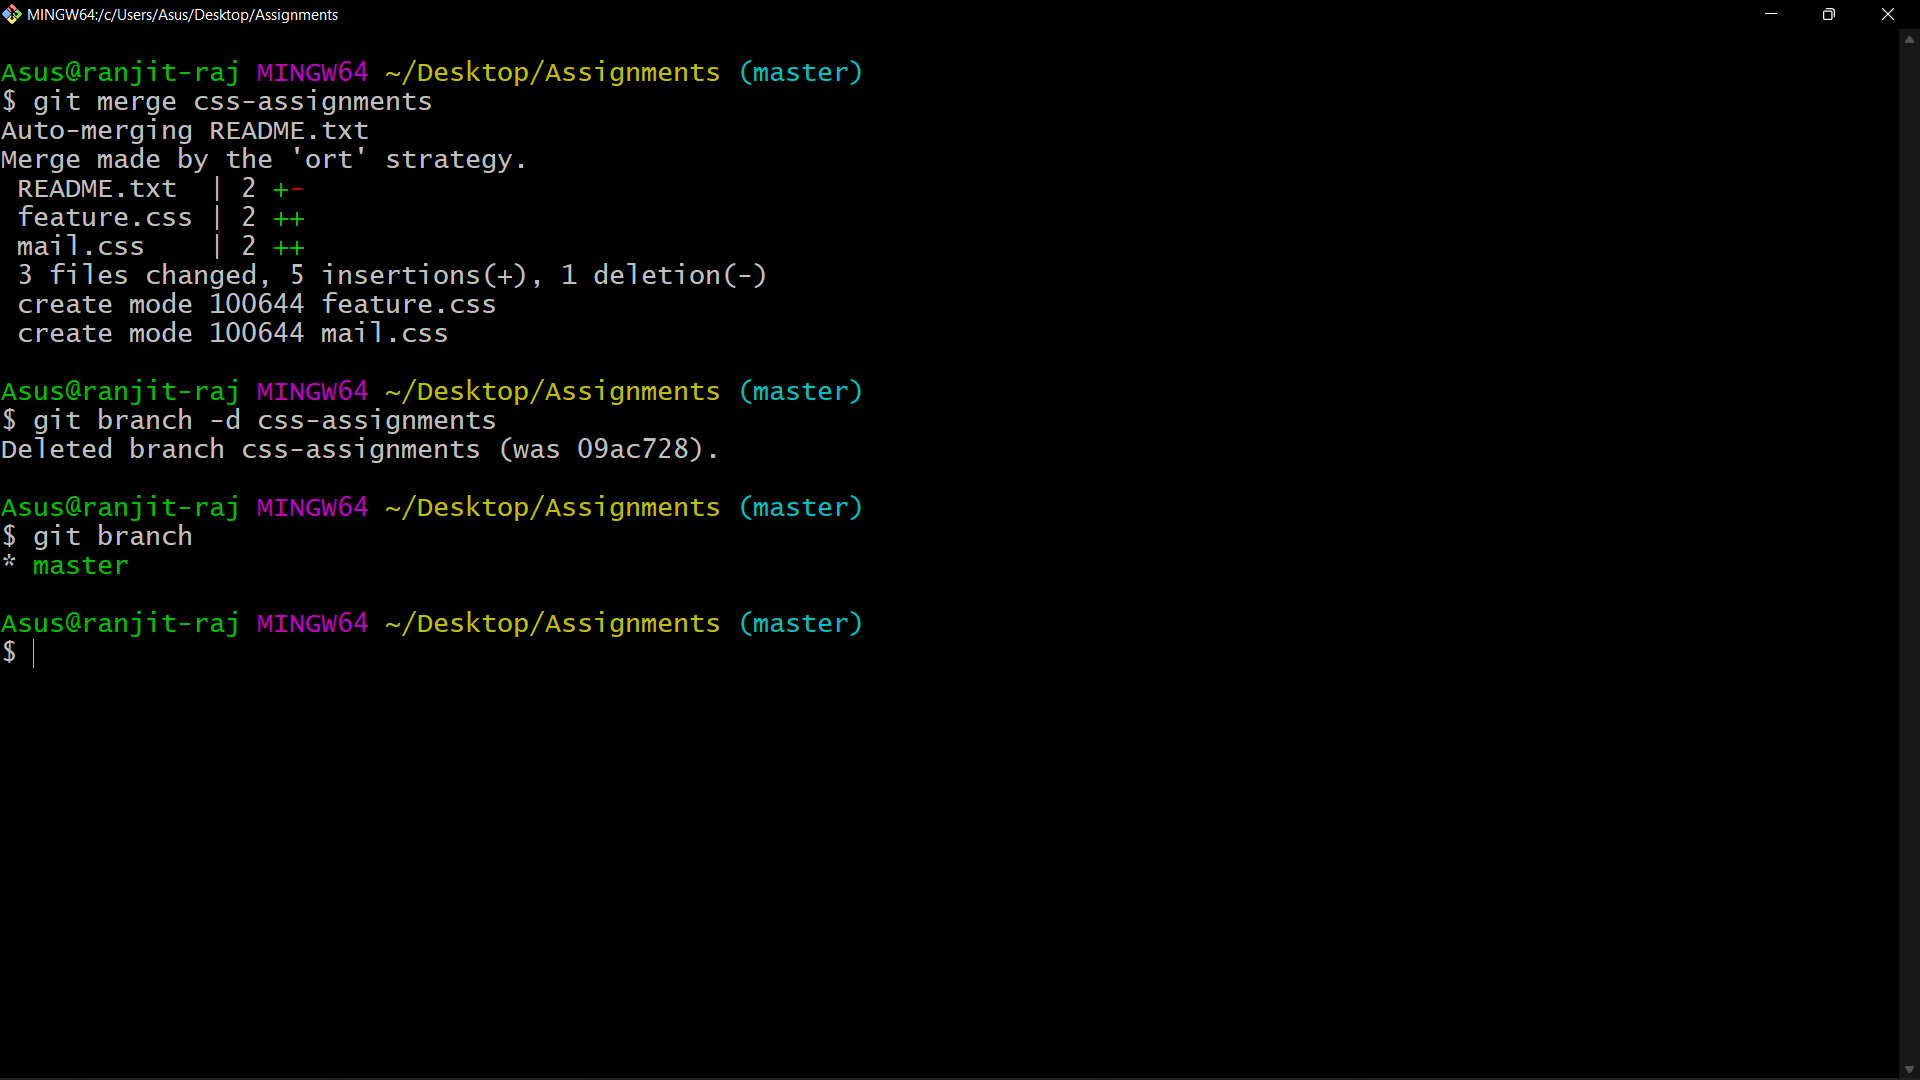 MINGW64:/c/Users/Asus/Desktop/Assignments
Asus@ranjit-raj MINGW64 ~/Desktop/Assignments (master)
$ git merge css-assignments
Auto-merging README.txt
Merge made by the 'ort' strategy.
 README.txt  | 2 +-
 feature.css | 2 ++
 mail.css    | 2 ++
 3 files changed, 5 insertions(+), 1 deletion(-)
 create mode 100644 feature.css
 create mode 100644 mail.css
Asus@ranjit-raj MINGW64 ~/Desktop/Assignments (master)
$ git branch -d css-assignments
Deleted branch css-assignments (was 09ac728).
Asus@ranjit-raj MINGW64 ~/Desktop/Assignments (master)
$ git branch
* master
Asus@ranjit-raj MINGW64 ~/Desktop/Assignments (master)
$